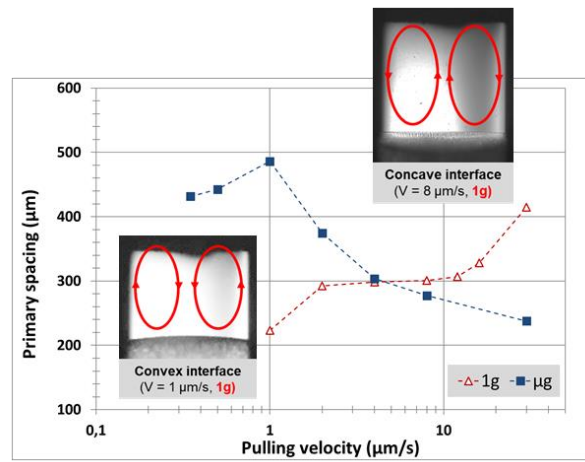 600
500
400
300
200
100
0,1
1
10
Primary spacing (µm)
Pulling velocity (µm/s)
Concave interface
(V = 8 µm/s, 1g)
Convex interface
(V = 1 µm/s, 1g)
1g
µg